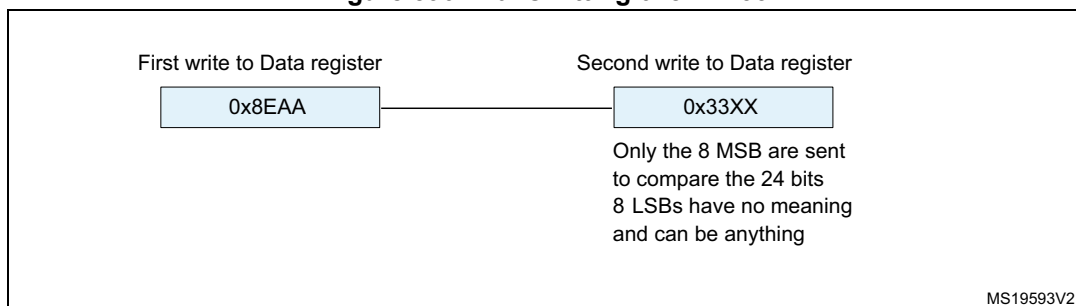 First write to Data register
Second write to Data register
0x8EAA
0x33XX
Only the 8 MSB are sent
to compare the 24 bits
8 LSBs have no meaning
and can be anything
MS19593V2